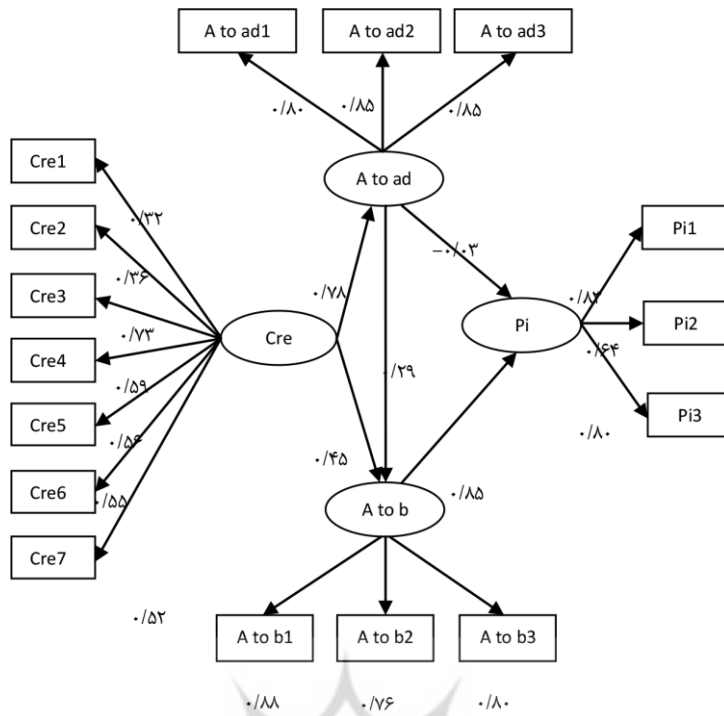 A to ad1
A to ad2
A to ad3
۰/۸۰
۰/۸۵
۰/۸۵
Cre1
A to ad
Cre2
۰/۳۲
Pi1
Cre3
۰/۳۶
−۰/۰۳
۰/۷۸
۰/۸۲
Cre4
۰/۷۳
Cre
Pi
Pi2
۰/۵۹
۰/۲۹
۰/۶۴
Cre5
Pi3
۰/۵۶
۰/۴۵
۰/۸۰
Cre6
۰/۵۵
A to b
۰/۸۵
Cre7
۰/۵۲
A to b1
A to b2
A to b3
۰/۸۸
۰/۷۶
۰/۸۰